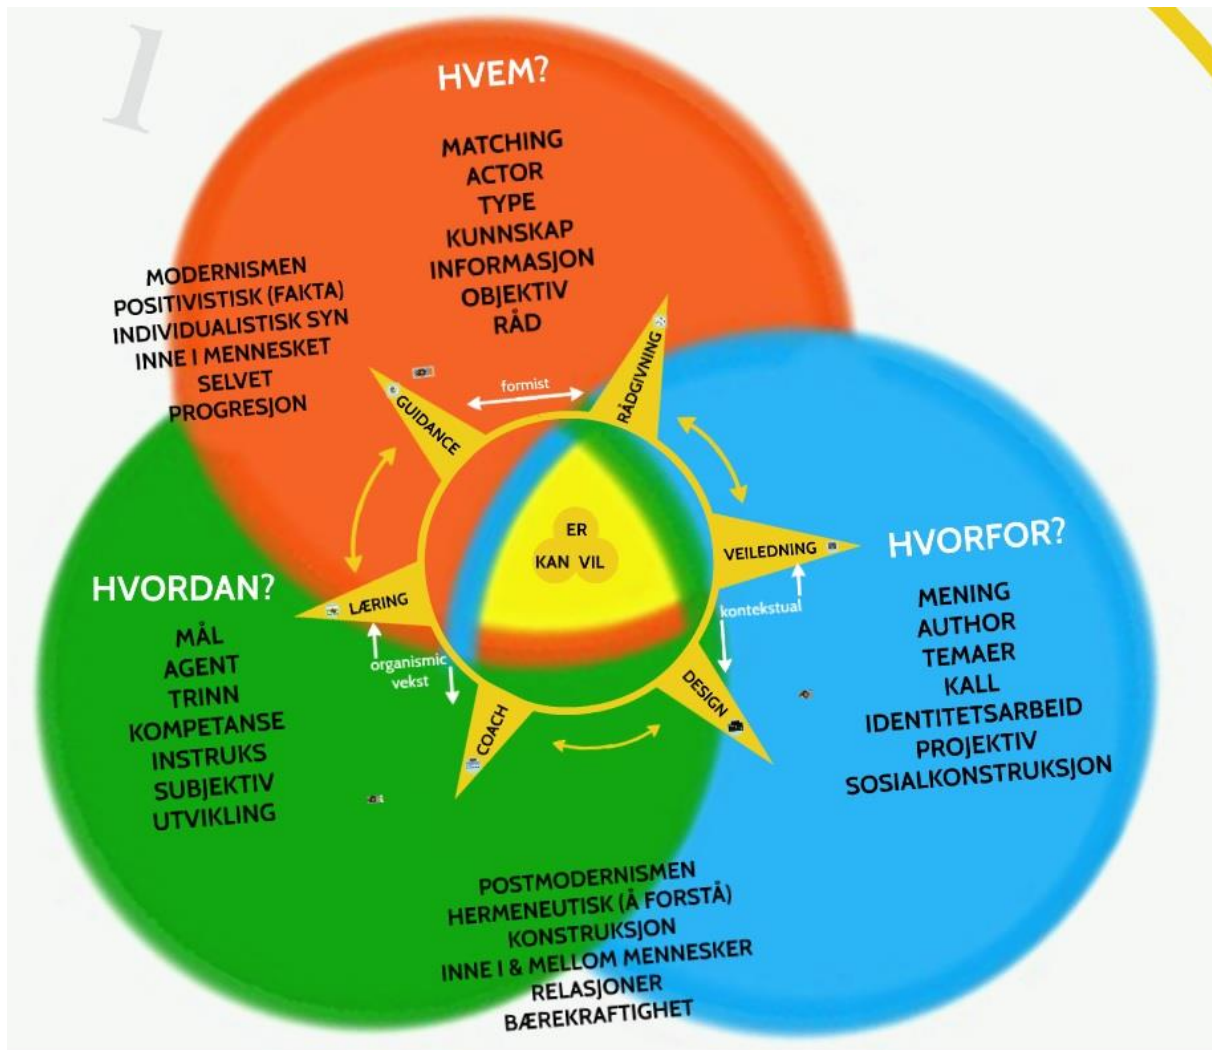 1
HVEM?
MATCHING
ACTOR
TYPE
KUNNSKAP
INFORMASJON
OBJEKTIV
RÅD
MODERNISMEN
POSITIVISTISK (FAKTA)
INDIVIDUALISTISK SYN
INNE I MENNESKET
SELVET
PROGRESJON
formist
GUIDANCE
RÅDGIVNING
ER
KAN VIL
VEILEDNING
kontekstual
DESIGN
COACH
LÆRING
organismic
vekst
HVORDAN?
MÅL
AGENT
TRINN
KOMPETANSE
INSTRUKS
SUBJEKTIV
UTVIKLING
HVORFOR?
MENING
AUTHOR
TEMAER
KALL
IDENTITETSARBEID
PROJEKTIV
SOSIALKONSTRUKSJON
POSTMODERNISMEN
HERMENEUTISK (Å FORSTÅ)
KONSTRUKSJON
INNE I & MELLOM MENNESKER
RELASJONER
BÆREKRAFTIGHET